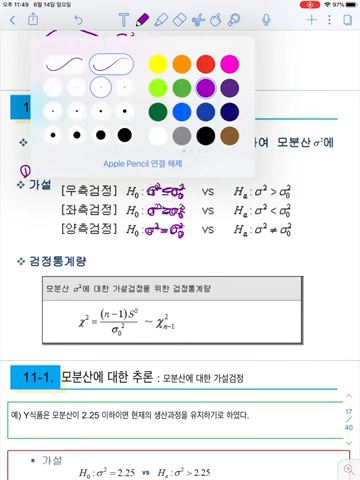 오후 11:49 6월 14일 일요일
97%
Apple Pencil 연결 해제
1
하여 모분산 σ²에
① 가설
[우측검정] H₀ : σ² ≤ σ₀² vs Hₐ : σ² > σ₀²
[좌측검정] H₀ : σ² ≥ σ₀² vs Hₐ : σ² < σ₀²
[양측검정] H₀ : σ² = σ₀² vs Hₐ : σ² ≠ σ₀²
검정통계량
모분산 σ²에 대한 가설검정을 위한 검정통계량
χ² = (n−1)S² / σ₀² ~ χ²ₙ₋₁
11-1. 모분산에 대한 추론 : 모분산에 대한 가설검정
17
40
예) Y식품은 모분산이 2.25 이하이면 현재의 생산과정을 유지하기로 하였다.
가설
H₀ : σ² = 2.25 vs Hₐ : σ² > 2.25